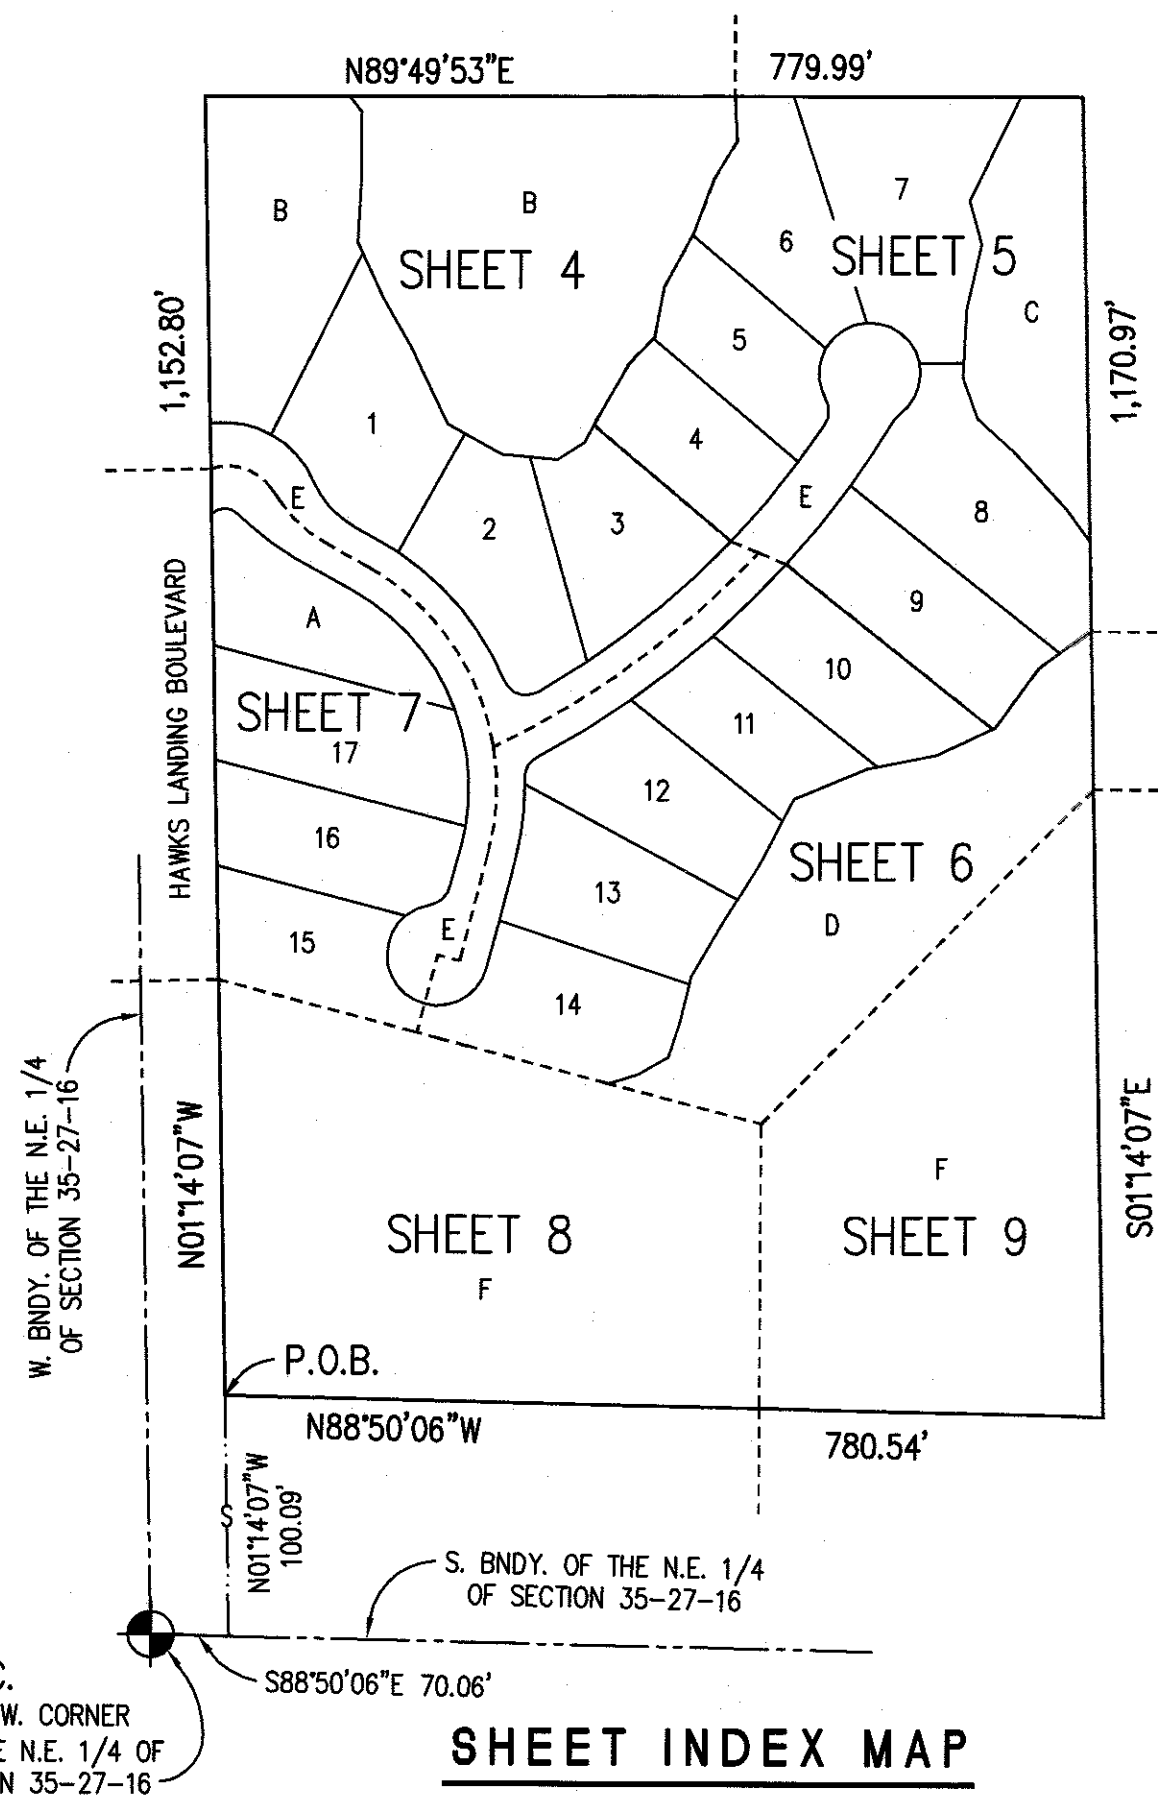 N89°49'53"E
779.99'
B
B
7
6
SHEET 5
SHEET 4
C
5
1,152.80'
1,170.97'
1
4
E
E
8
2
3
9
A
10
HAWKS LANDING BOULEVARD
SHEET 7
11
17
12
16
SHEET 6
13
D
15
E
14
W. BNDY. OF THE N.E. 1/4
OF SECTION 35-27-16
N01°14'07"W
S01°14'07"E
F
SHEET 8
SHEET 9
F
P.O.B.
N88°50'06"W
780.54'
S
N01°14'07"W
100.09'
S. BNDY. OF THE N.E. 1/4
OF SECTION 35-27-16
S88°50'06"E 70.06'
W. CORNER
N.E. 1/4 OF
35-27-16
SHEET INDEX MAP